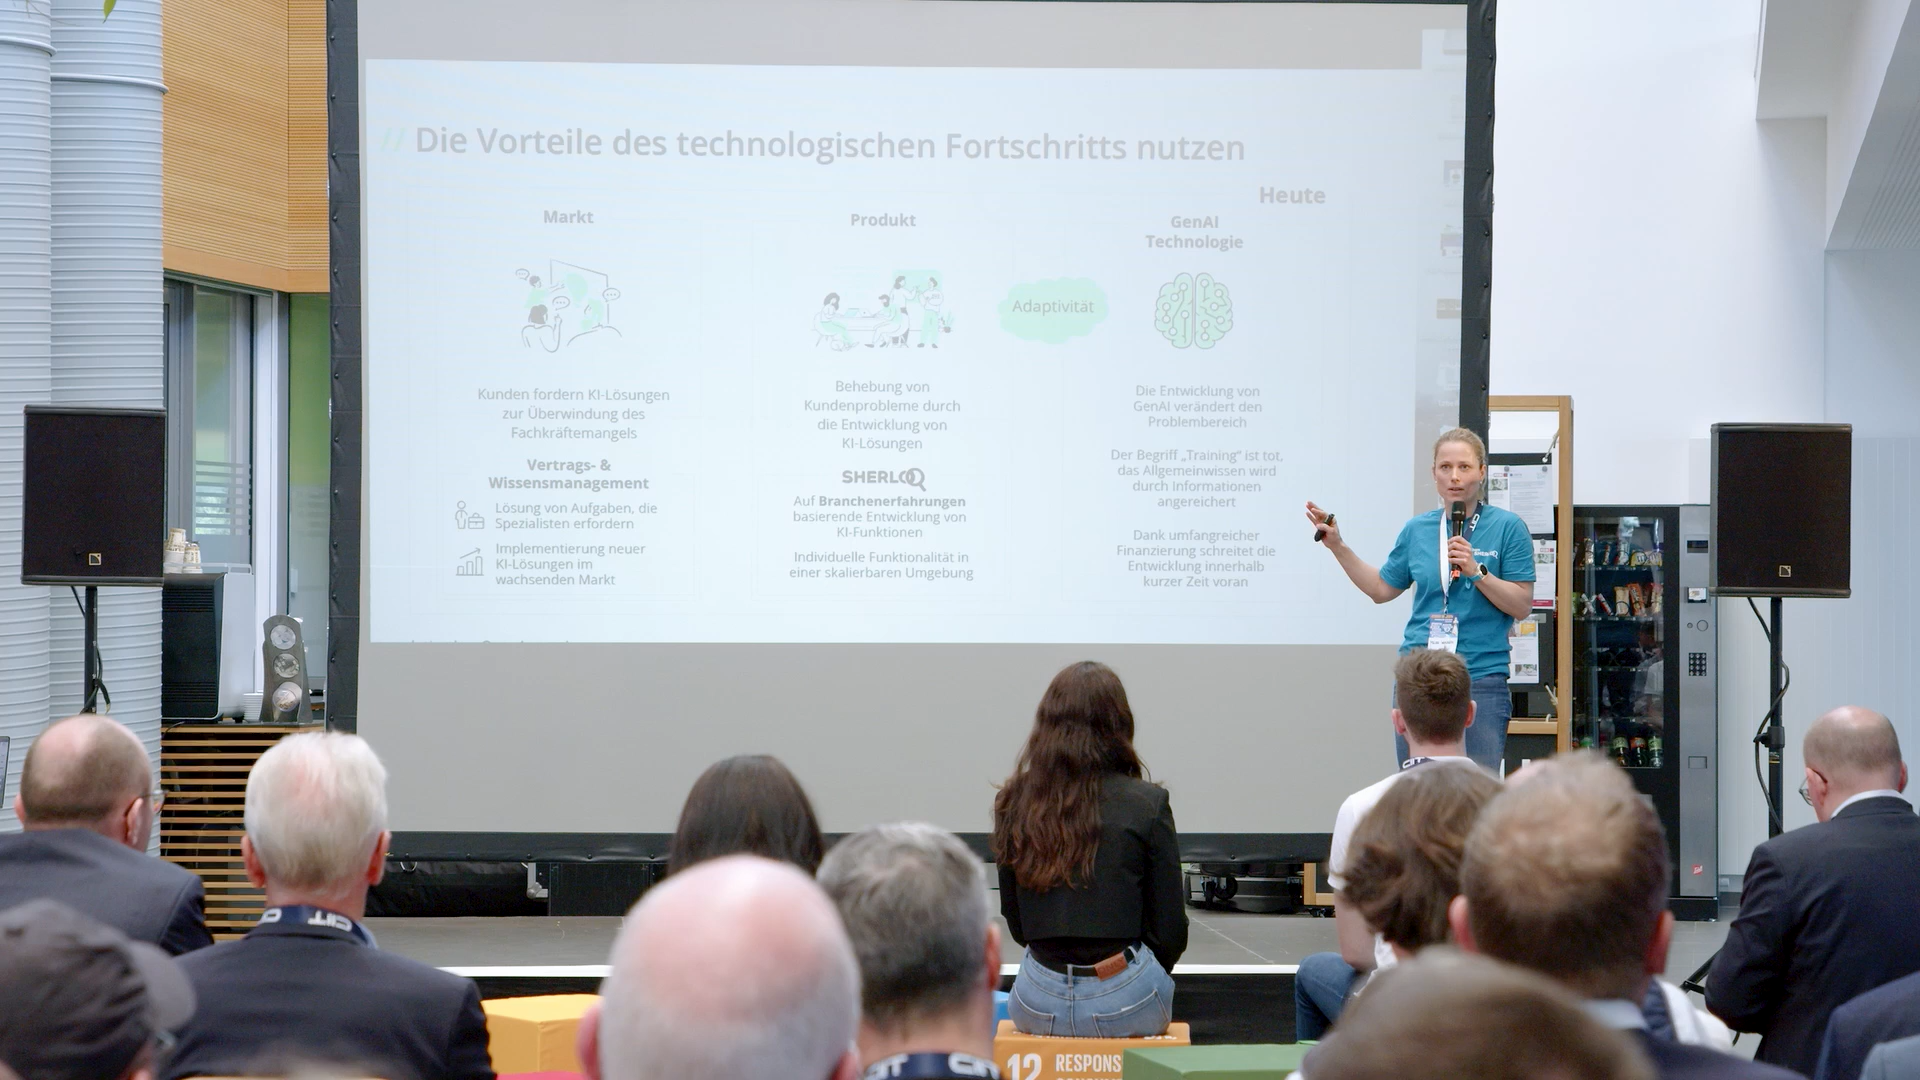 // Die Vorteile des technologischen Fortschritts nutzen
Heute
Markt
Kunden fordern KI-Lösungen
zur Überwindung des
Fachkräftemangels
Vertrags- &
Wissensmanagement
Lösung von Aufgaben, die
Spezialisten erfordern
Implementierung neuer
KI-Lösungen im
wachsenden Markt
Produkt
Behebung von
Kundenprobleme durch
die Entwicklung von
KI-Lösungen
SHERLOQ
Auf Branchenerfahrungen
basierende Entwicklung von
KI-Funktionen
Individuelle Funktionalität in
einer skalierbaren Umgebung
Adaptivität
GenAI
Technologie
Die Entwicklung von
GenAI verändert den
Problembereich
Der Begriff „Training“ ist tot,
das Allgemeinwissen wird
durch Informationen
angereichert
Dank umfangreicher
Finanzierung schreitet die
Entwicklung innerhalb
kurzer Zeit voran
SHERLOQ
CIT
CIT
CIT
12 RESPONS